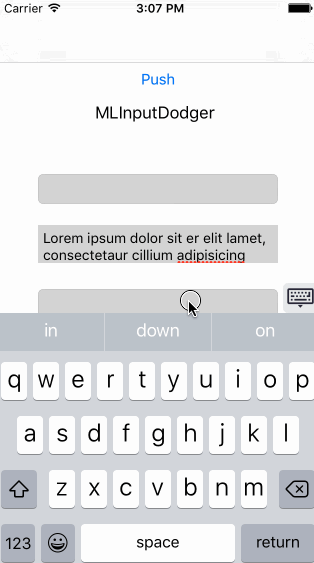 Carrier 3:07 PM
Push
MLInputDodger
Lorem ipsum dolor sit er elit lamet,
consectetaur cillium adipisicing
in down on
q w e r t y u i o p
a s d f g h j k l
z x c v b n m
123 space return